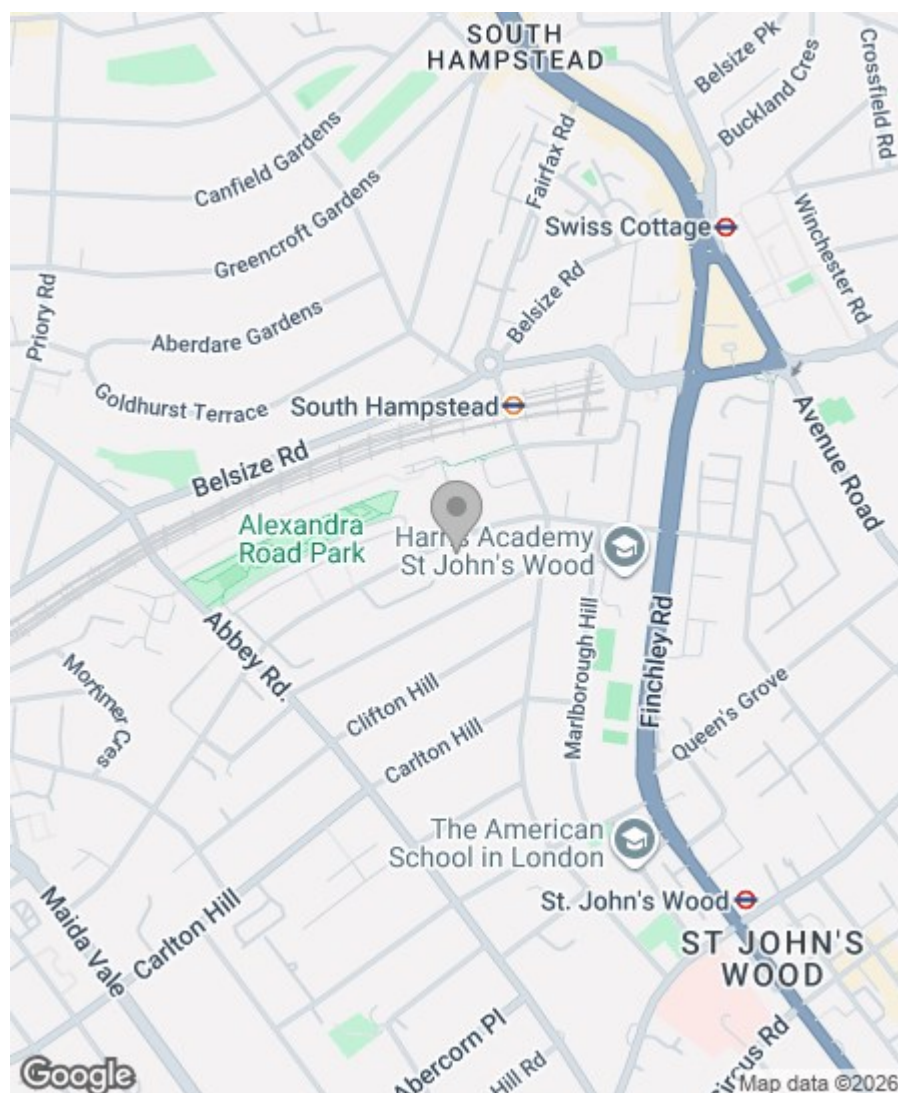 SOUTH
HAMPSTEAD
Belsize Pk
Buckland Cres
Crossfield Rd
Canfield Gardens
Fairfax Rd
Greencroft Gardens
Swiss Cottage
Winchester Rd
Priory Rd
Belsize Rd
Aberdare Gardens
Goldhurst Terrace
South Hampstead
Avenue Road
Belsize Rd
Alexandra
Road Park
Harris Academy
St John's Wood
Abbey Rd.
Marlborough Hill
Finchley Rd
Mortimer Cres
Clifton Hill
Queen's Grove
Carlton Hill
The American
School in London
Maida Vale
Carlton Hill
St. John's Wood
ST JOHN'S
WOOD
Abercorn Pl
Hill Rd
Circus Rd
Google
Map data ©2026